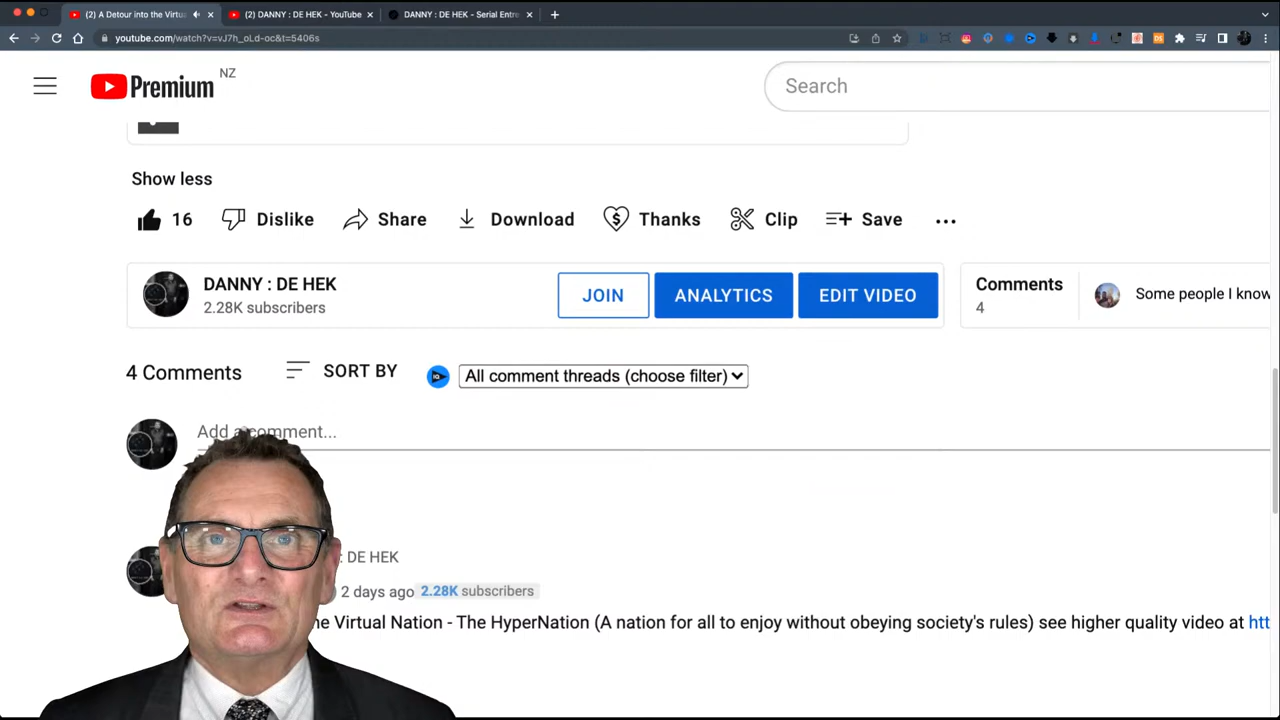 (2) A Detour into the Virtu
(2) DANNY : DE HEK - YouTube
DANNY : DE HEK - Serial Entre
youtube.com/watch?v=vJ7h_oLd-oc&t=5406s
Premium NZ
Search
Show less
16 Dislike Share Download Thanks Clip Save
DANNY : DE HEK
2.28K subscribers
JOIN ANALYTICS EDIT VIDEO
Comments
4
Some people I know
4 Comments SORT BY All comment threads (choose filter)
Add a comment...
: DE HEK
2 days ago 2.28K subscribers
he Virtual Nation - The HyperNation (A nation for all to enjoy without obeying society's rules) see higher quality video at htt